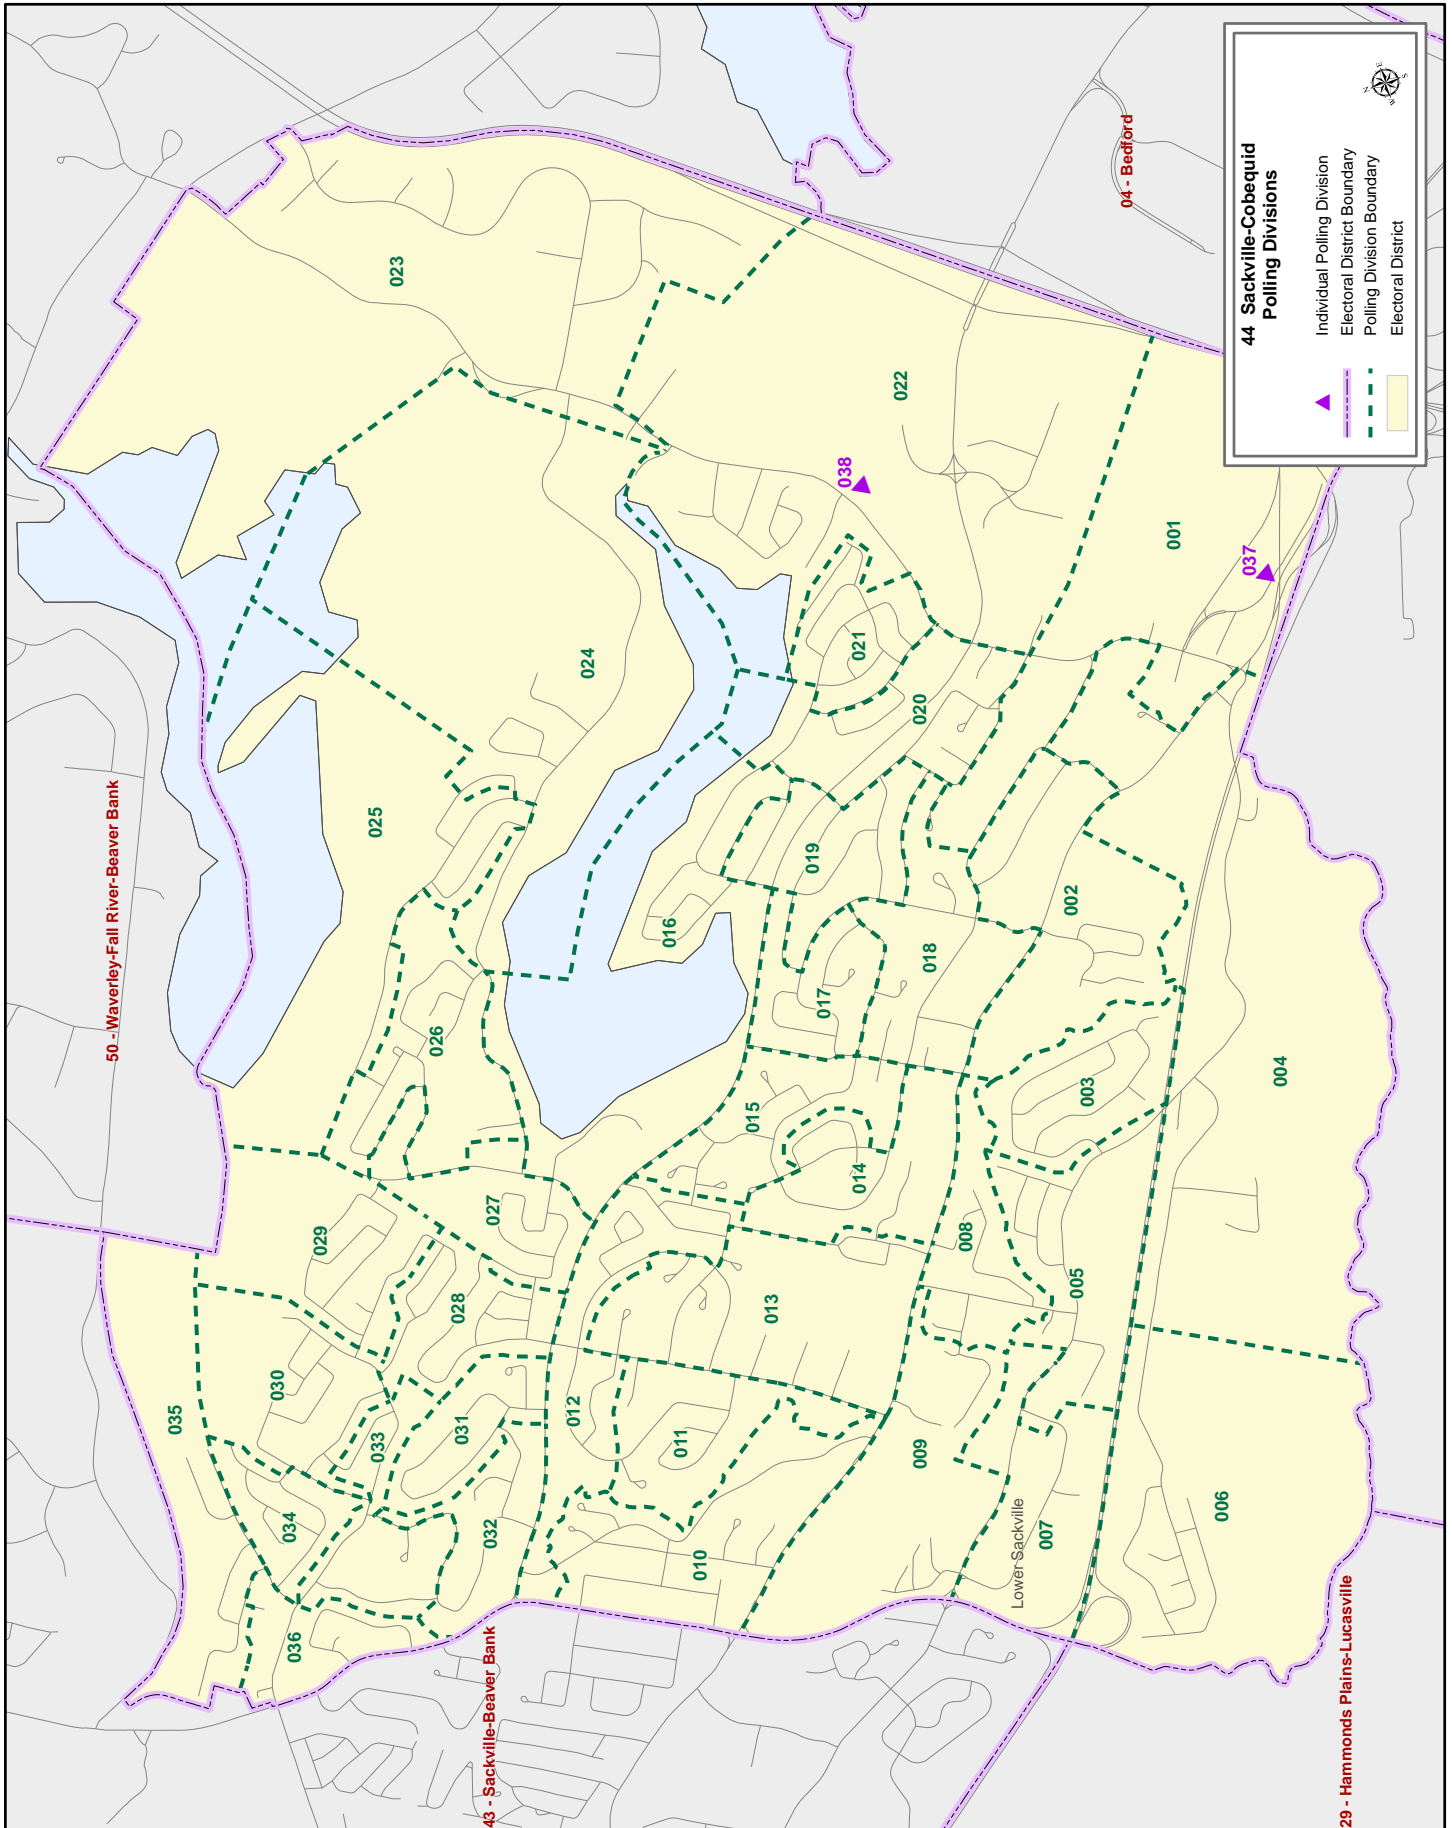 44 Sackville-Cobequid
Polling Divisions
Individual Polling Division
Electoral District Boundary
Polling Division Boundary
Electoral District
N
E
S
W
50 - Waverley-Fall River-Beaver Bank
04 - Bedford
43 - Sackville-Beaver Bank
29 - Hammonds Plains-Lucasville
Lower Sackville
001
002
003
004
005
006
007
008
009
010
011
012
013
014
015
016
017
018
019
020
021
022
023
024
025
026
027
028
029
030
031
032
033
034
035
036
037
038